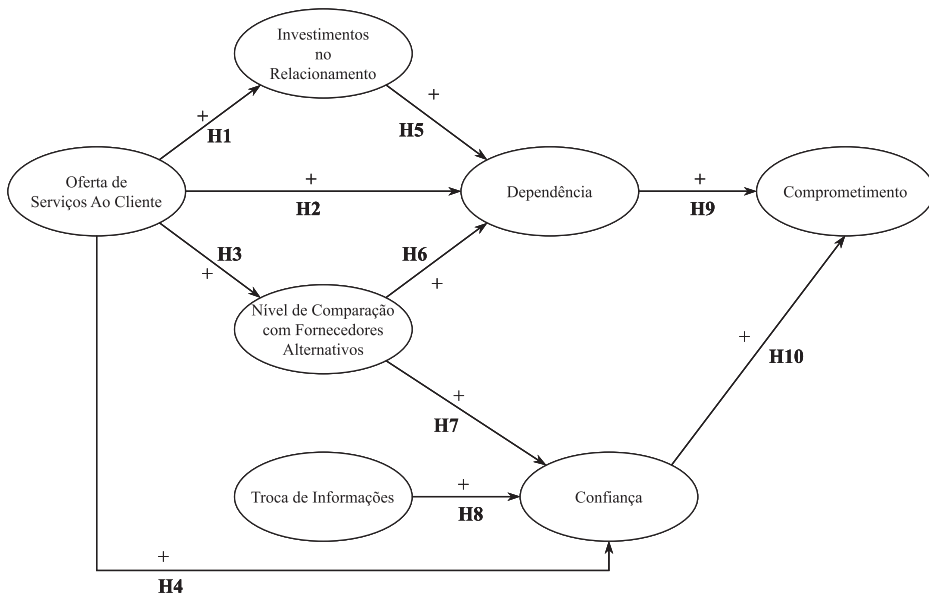 Investimentos
no
Relacionamento
+
H1
+
H5
Oferta de
Serviços Ao Cliente
+
H2
Dependência
+
H9
Comprometimento
H3
+
H6
+
Nível de Comparação
com Fornecedores
Alternativos
+
H10
+
H7
Troca de Informações
+
H8
Confiança
+
H4